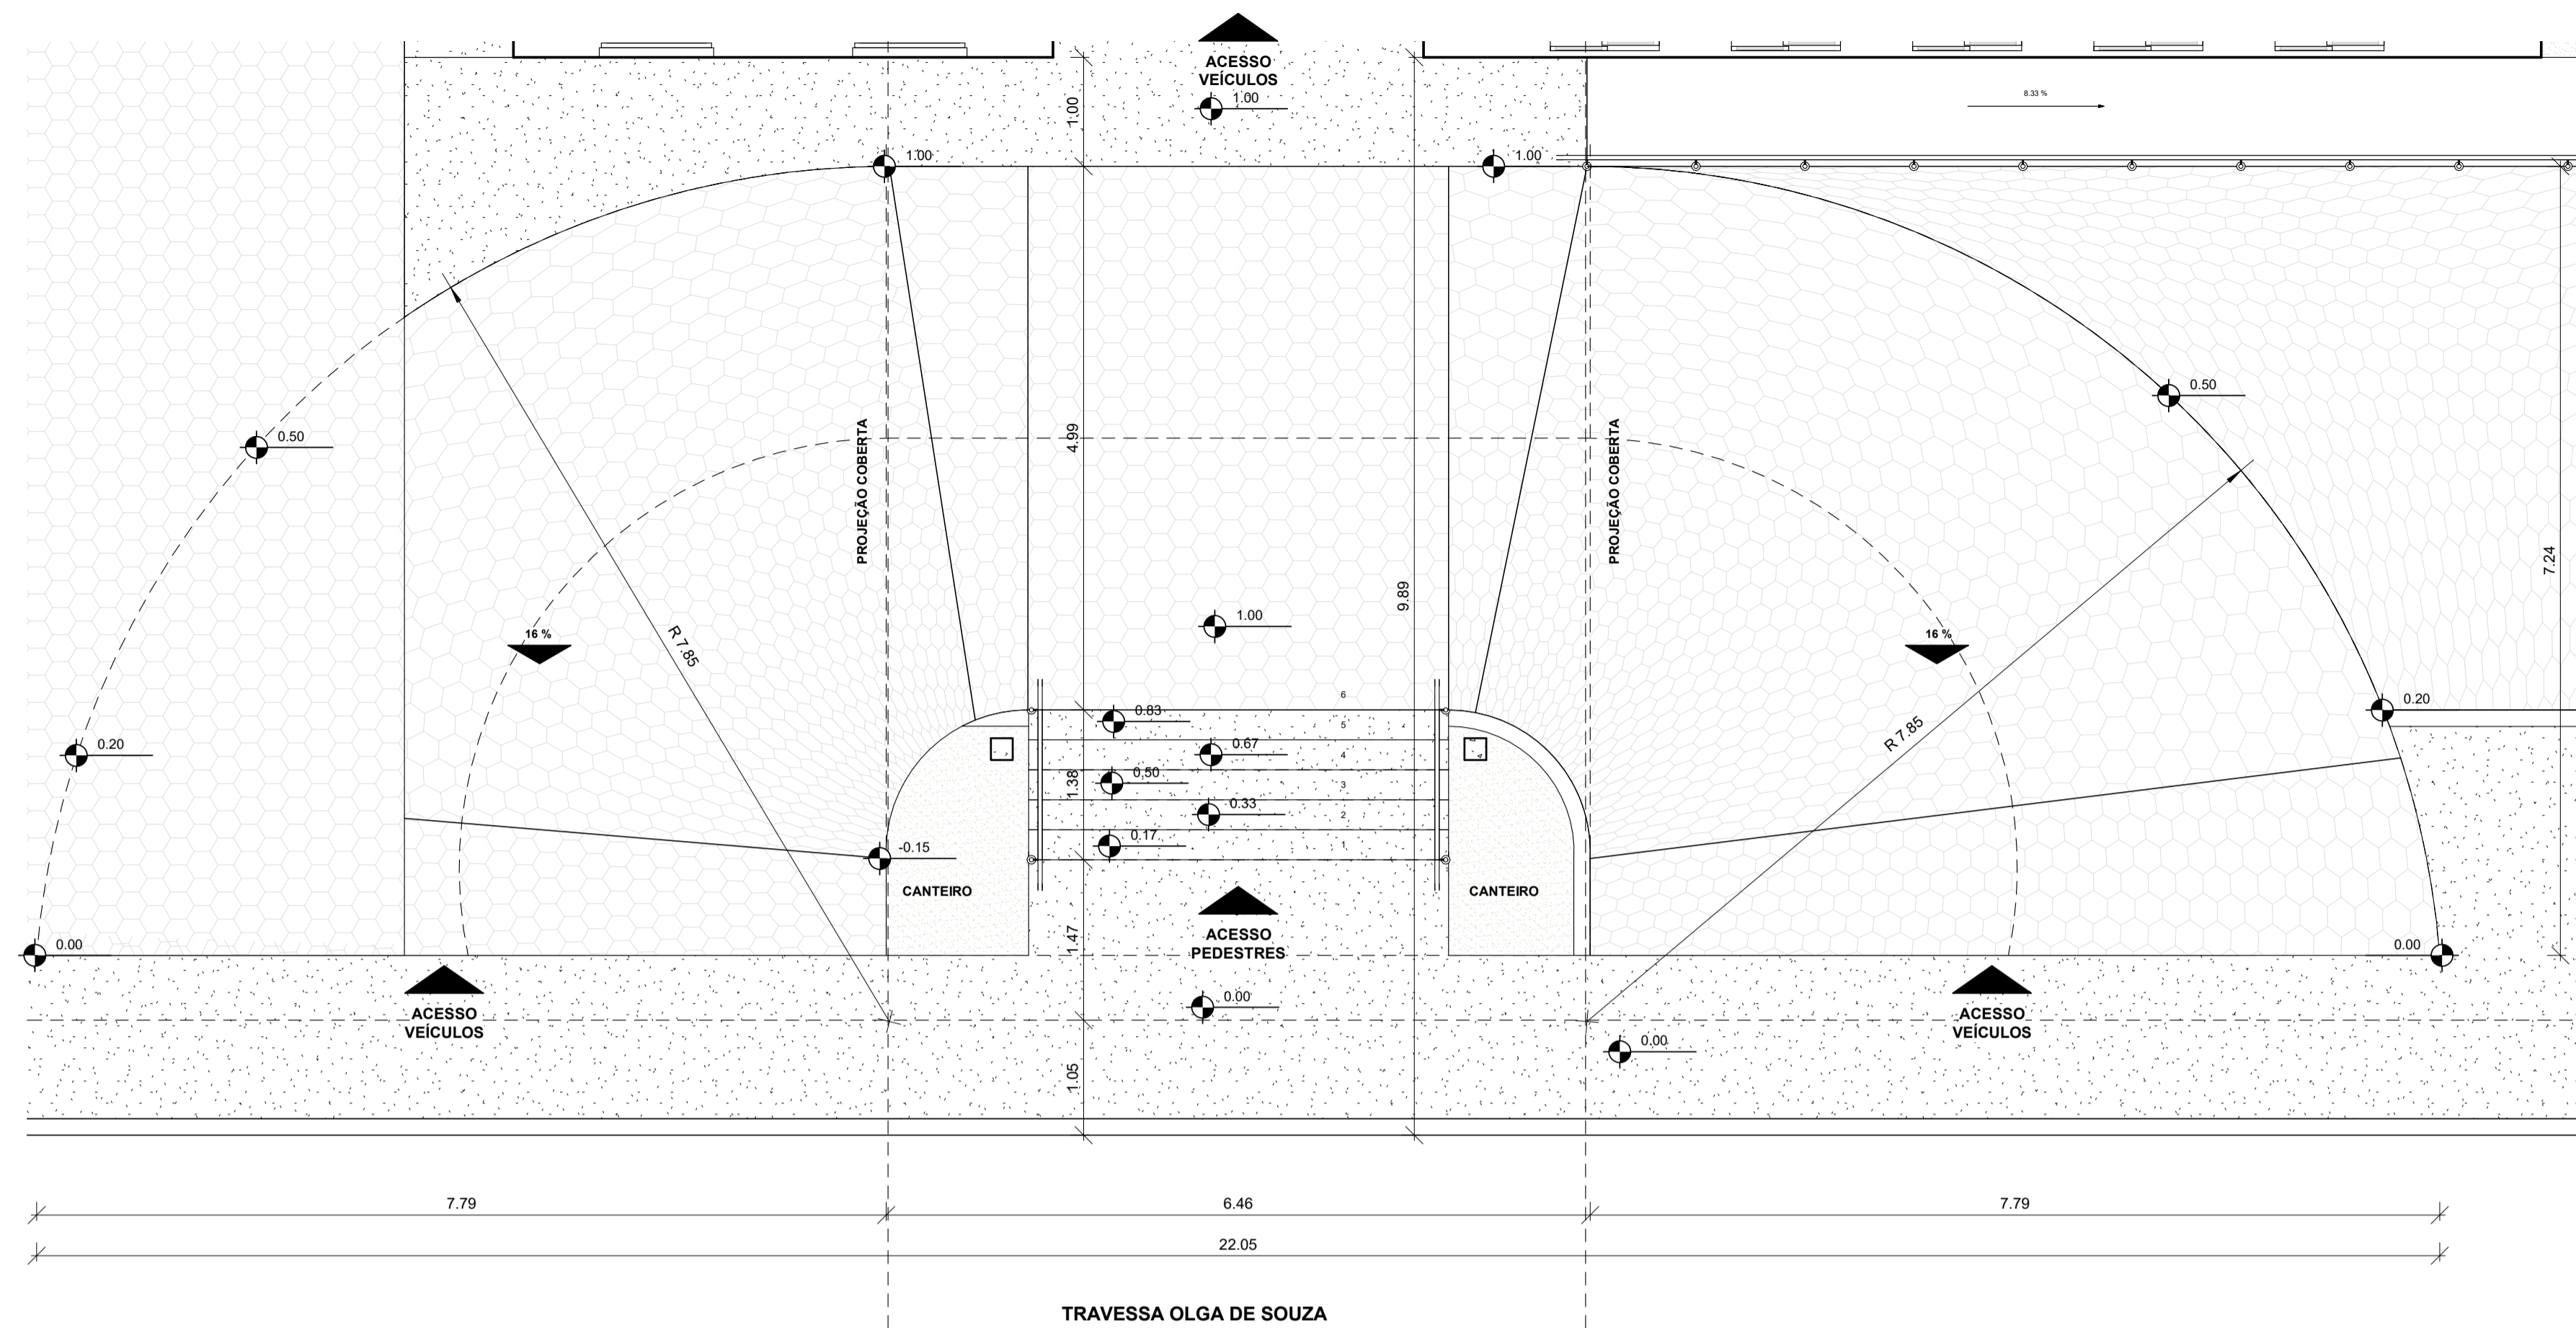 ACESSO
VEÍCULOS
1.00
8.33 %
1.00
1.00
1.00
0.50
0.50
4.99
PROJEÇÃO COBERTA
PROJEÇÃO COBERTA
9.89
7.24
1.00
16 %
16 %
R 7.85
R 7.85
6
0.83
5
0.67
4
0.50
3
0.33
2
0.17
1
1.38
0.20
0.20
-0.15
CANTEIRO
CANTEIRO
ACESSO
PEDESTRES
1.47
0.00
0.00
0.00
ACESSO
VEÍCULOS
ACESSO
VEÍCULOS
0.00
1.05
7.79
6.46
7.79
22.05
TRAVESSA OLGA DE SOUZA